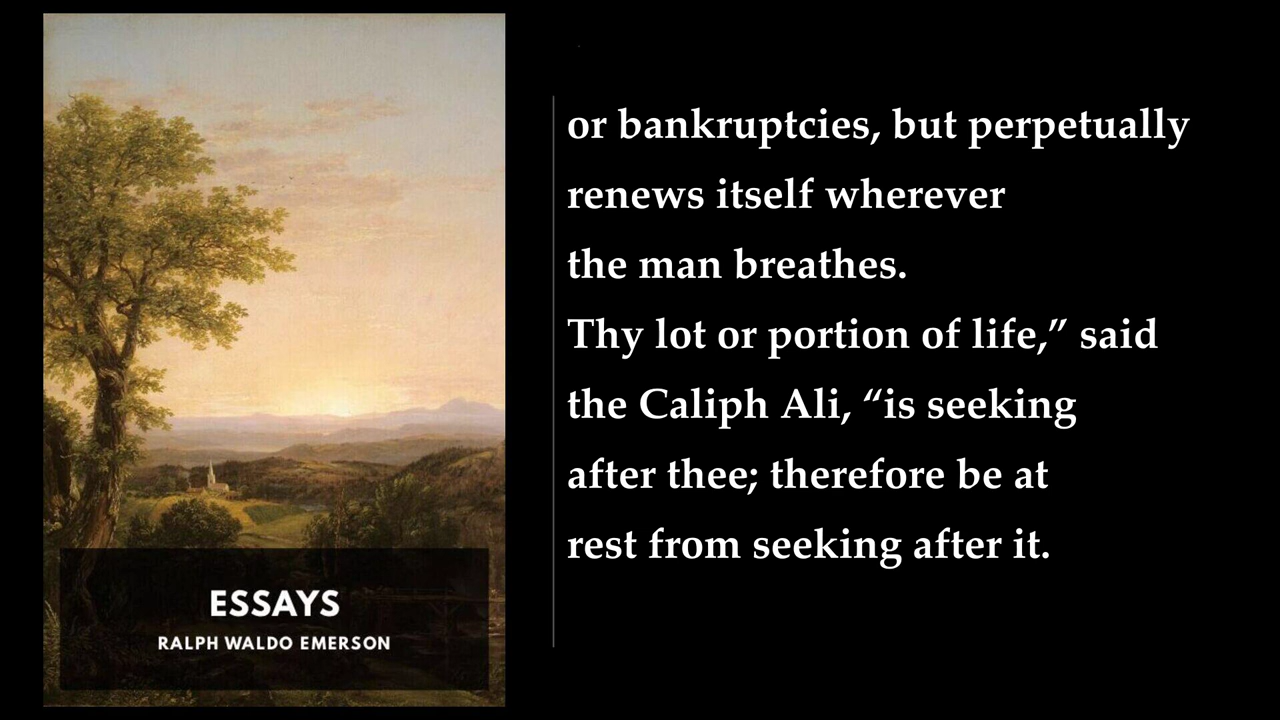 ESSAYS
RALPH WALDO EMERSON
or bankruptcies, but perpetually
renews itself wherever
the man breathes.
Thy lot or portion of life,” said
the Caliph Ali, “is seeking
after thee; therefore be at
rest from seeking after it.